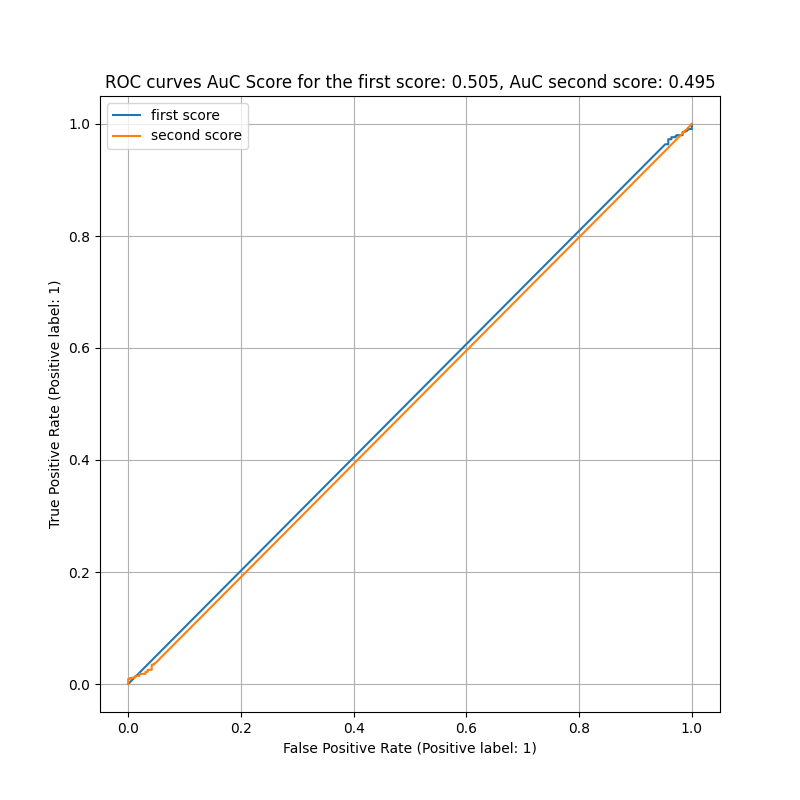 ROC curves AuC Score for the first score: 0.505, AuC second score: 0.495
first score
second score
1.0
0.8
0.6
0.4
0.2
0.0
True Positive Rate (Positive label: 1)
0.0 0.2 0.4 0.6 0.8 1.0
False Positive Rate (Positive label: 1)